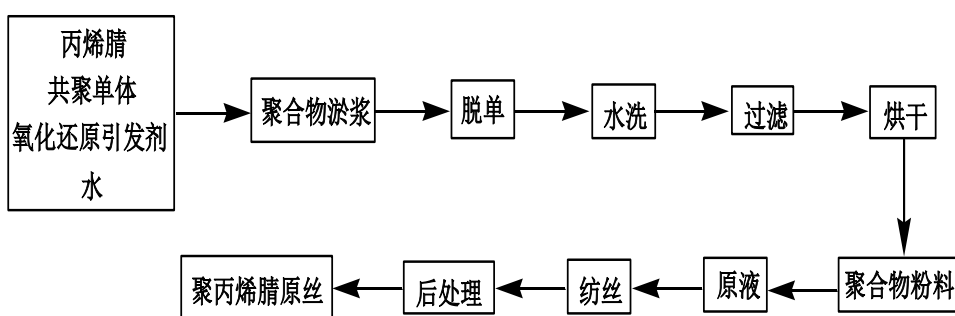 丙烯腈
共聚单体
氧化还原引发剂
水
聚合物淤浆
脱单
水洗
过滤
烘干
聚合物粉料
原液
纺丝
后处理
聚丙烯腈原丝